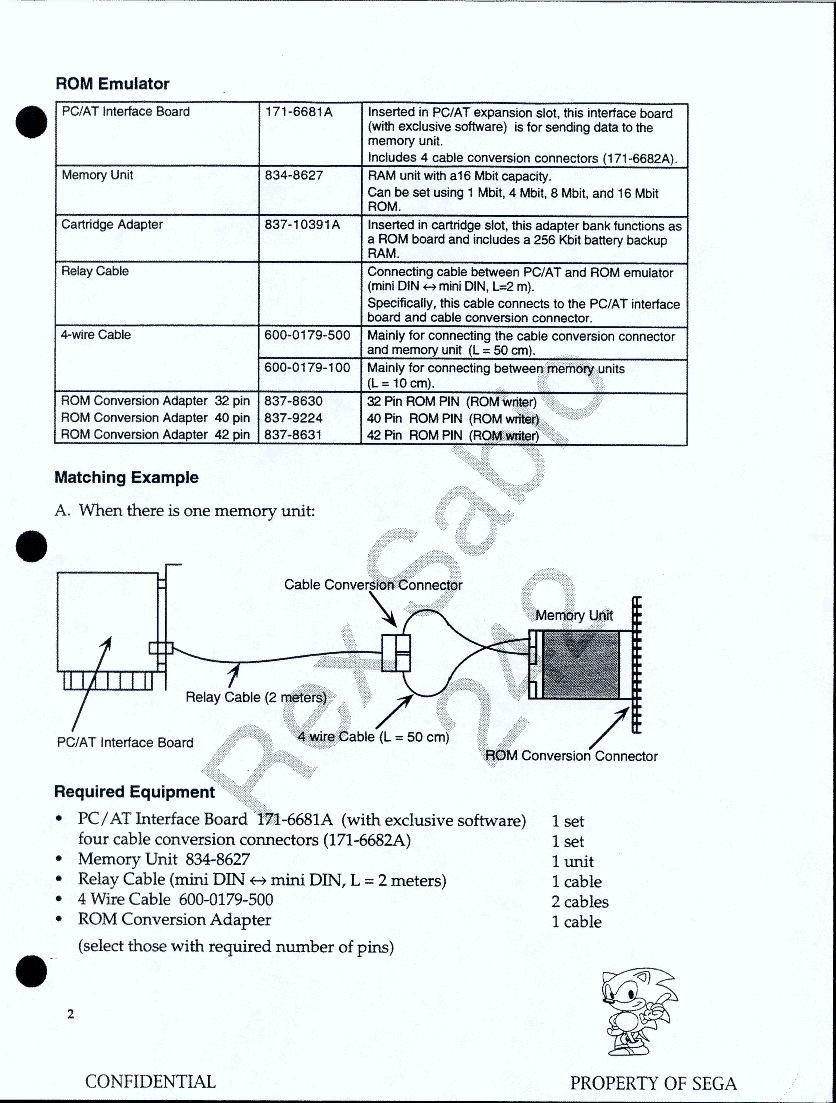 ROM Emulator
PC/AT Interface Board 171-6681A Inserted in PC/AT expansion slot, this interface board
(with exclusive software) is for sending data to the
memory unit.
Includes 4 cable conversion connectors (171-6682A).
Memory Unit 834-8627 RAM unit with a16 Mbit capacity.
Can be set using 1 Mbit, 4 Mbit, 8 Mbit, and 16 Mbit
ROM.
Cartridge Adapter 837-10391A Inserted in cartridge slot, this adapter bank functions as
a ROM board and includes a 256 Kbit battery backup
RAM.
Relay Cable Connecting cable between PC/AT and ROM emulator
(mini DIN ↔ mini DIN, L=2 m).
Specifically, this cable connects to the PC/AT interface
board and cable conversion connector.
4-wire Cable 600-0179-500 Mainly for connecting the cable conversion connector
and memory unit (L = 50 cm).
600-0179-100 Mainly for connecting between memory units
(L = 10 cm).
ROM Conversion Adapter 32 pin 837-8630 32 Pin ROM PIN (ROM writer)
ROM Conversion Adapter 40 pin 837-9224 40 Pin ROM PIN (ROM writer)
ROM Conversion Adapter 42 pin 837-8631 42 Pin ROM PIN (ROM writer)
Matching Example
A. When there is one memory unit:
Cable Conversion Connector
Memory Unit
Relay Cable (2 meters)
4 wire Cable (L = 50 cm)
PC/AT Interface Board
ROM Conversion Connector
Rex Sabio
242
Required Equipment
• PC/AT Interface Board 171-6681A (with exclusive software) 1 set
four cable conversion connectors (171-6682A) 1 set
• Memory Unit 834-8627 1 unit
• Relay Cable (mini DIN ↔ mini DIN, L = 2 meters) 1 cable
• 4 Wire Cable 600-0179-500 2 cables
• ROM Conversion Adapter 1 cable
(select those with required number of pins)
2
CONFIDENTIAL PROPERTY OF SEGA